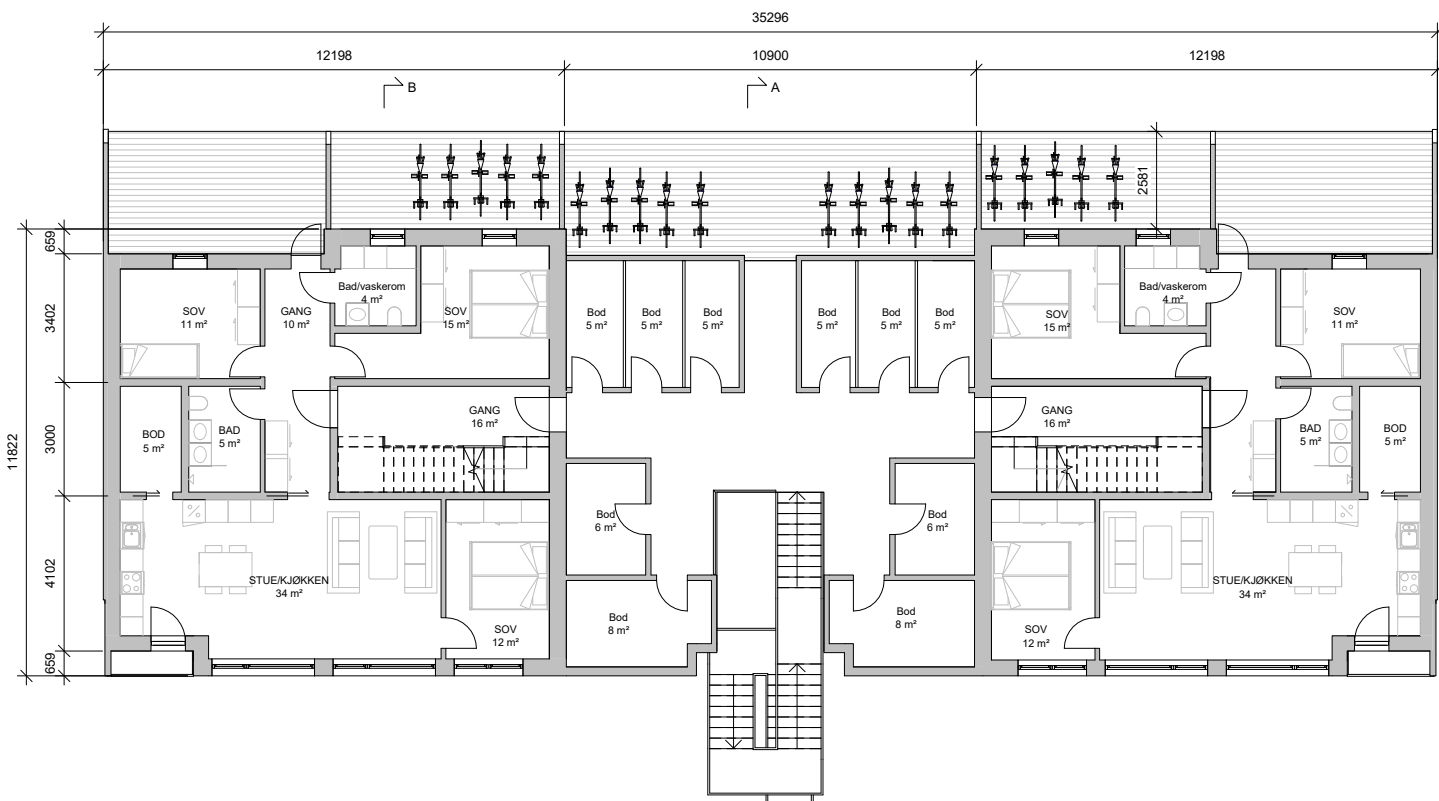 35296
12198
10900
12198
B
A
2581
659
3402
3000
11822
4102
659
Bad/vaskerom
4 m²
SOV
11 m²
GANG
10 m²
SOV
15 m²
Bod
5 m²
Bod
5 m²
Bod
5 m²
Bod
5 m²
Bod
5 m²
Bod
5 m²
SOV
15 m²
Bad/vaskerom
4 m²
SOV
11 m²
BOD
5 m²
BAD
5 m²
GANG
16 m²
GANG
16 m²
BAD
5 m²
BOD
5 m²
Bod
6 m²
Bod
6 m²
STUE/KJØKKEN
34 m²
SOV
12 m²
Bod
8 m²
Bod
8 m²
SOV
12 m²
STUE/KJØKKEN
34 m²